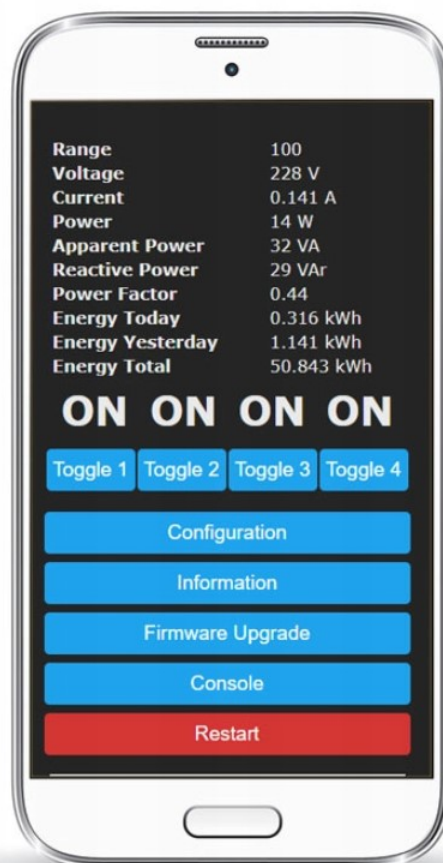 Range 100
Voltage 228 V
Current 0.141 A
Power 14 W
Apparent Power 32 VA
Reactive Power 29 VAr
Power Factor 0.44
Energy Today 0.316 kWh
Energy Yesterday 1.141 kWh
Energy Total 50.843 kWh
ON ON ON ON
Toggle 1 Toggle 2 Toggle 3 Toggle 4
Configuration
Information
Firmware Upgrade
Console
Restart